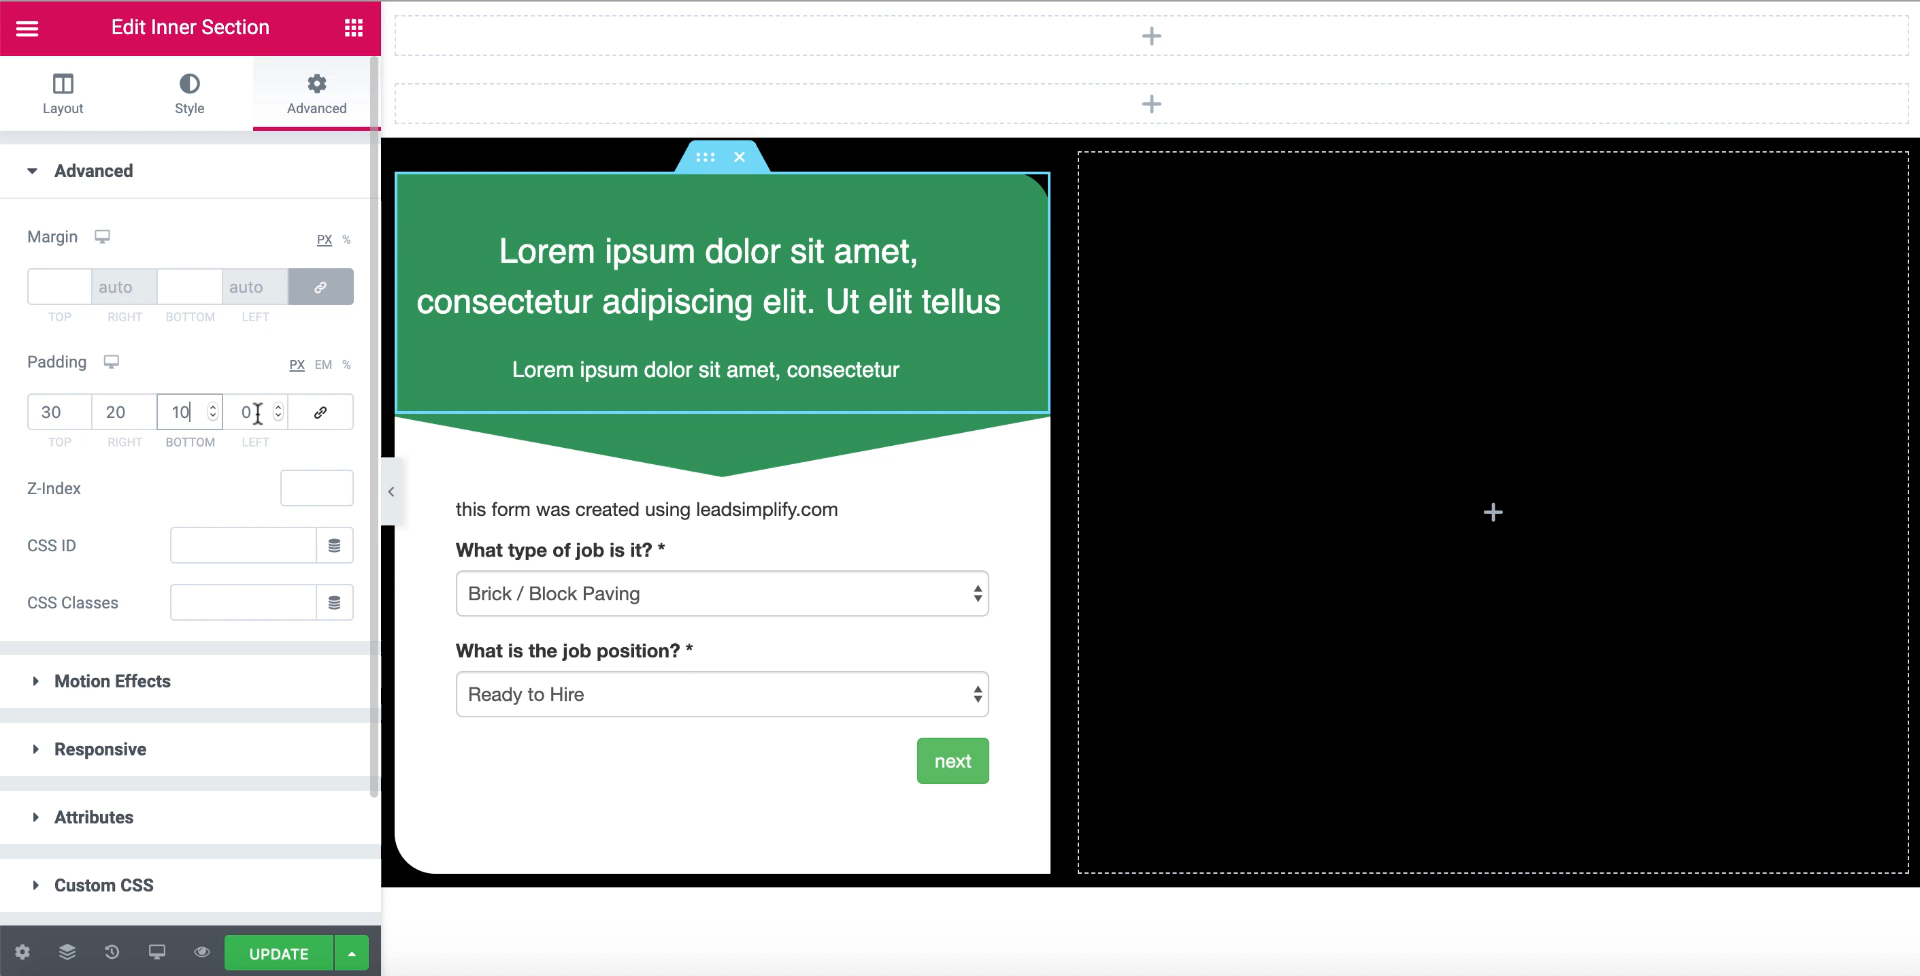 Edit Inner Section
Layout
Style
Advanced
Advanced
Margin
PX %
auto
auto
TOP RIGHT BOTTOM LEFT
Padding
PX EM %
30 20 10 0
TOP RIGHT BOTTOM LEFT
Z-Index
CSS ID
CSS Classes
Motion Effects
Responsive
Attributes
Custom CSS
UPDATE
Lorem ipsum dolor sit amet,
consectetur adipiscing elit. Ut elit tellus
Lorem ipsum dolor sit amet, consectetur
this form was created using leadsimplify.com
What type of job is it? *
Brick / Block Paving
What is the job position? *
Ready to Hire
next